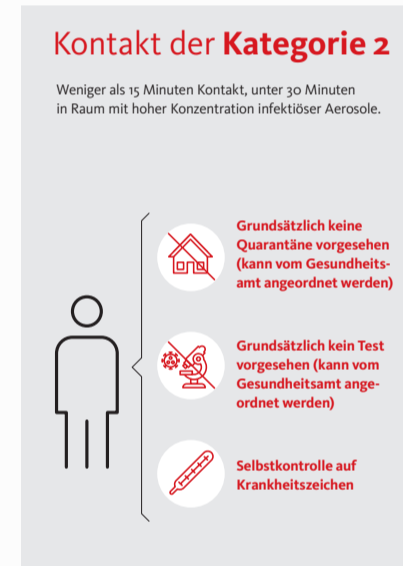 Kontakt der Kategorie 2
Weniger als 15 Minuten Kontakt, unter 30 Minuten
in Raum mit hoher Konzentration infektiöser Aerosole.
Grundsätzlich keine
Quarantäne vorgesehen
(kann vom Gesundheits-
amt angeordnet werden)
Grundsätzlich kein Test
vorgesehen (kann vom
Gesundheitsamt ange-
ordnet werden)
Selbstkontrolle auf
Krankheitszeichen